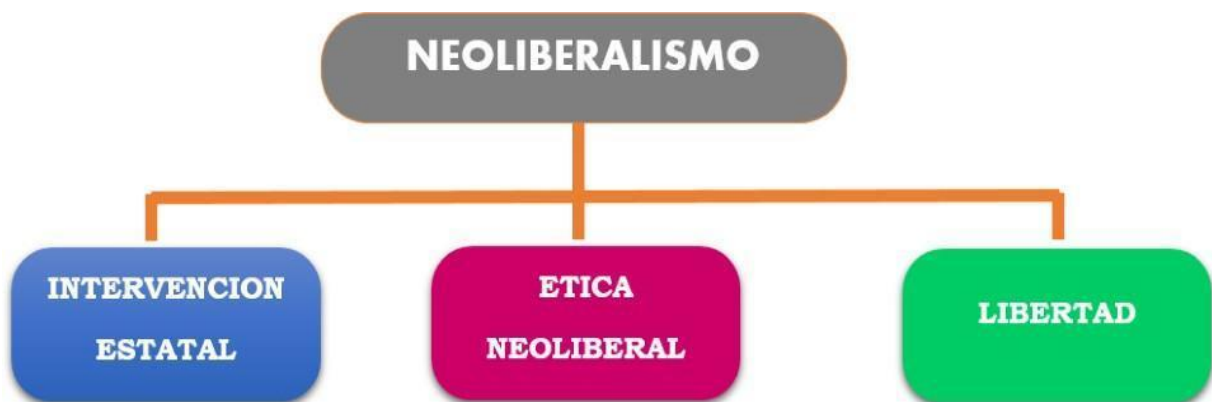 NEOLIBERALISMO
INTERVENCION
ESTATAL
ETICA
NEOLIBERAL
LIBERTAD